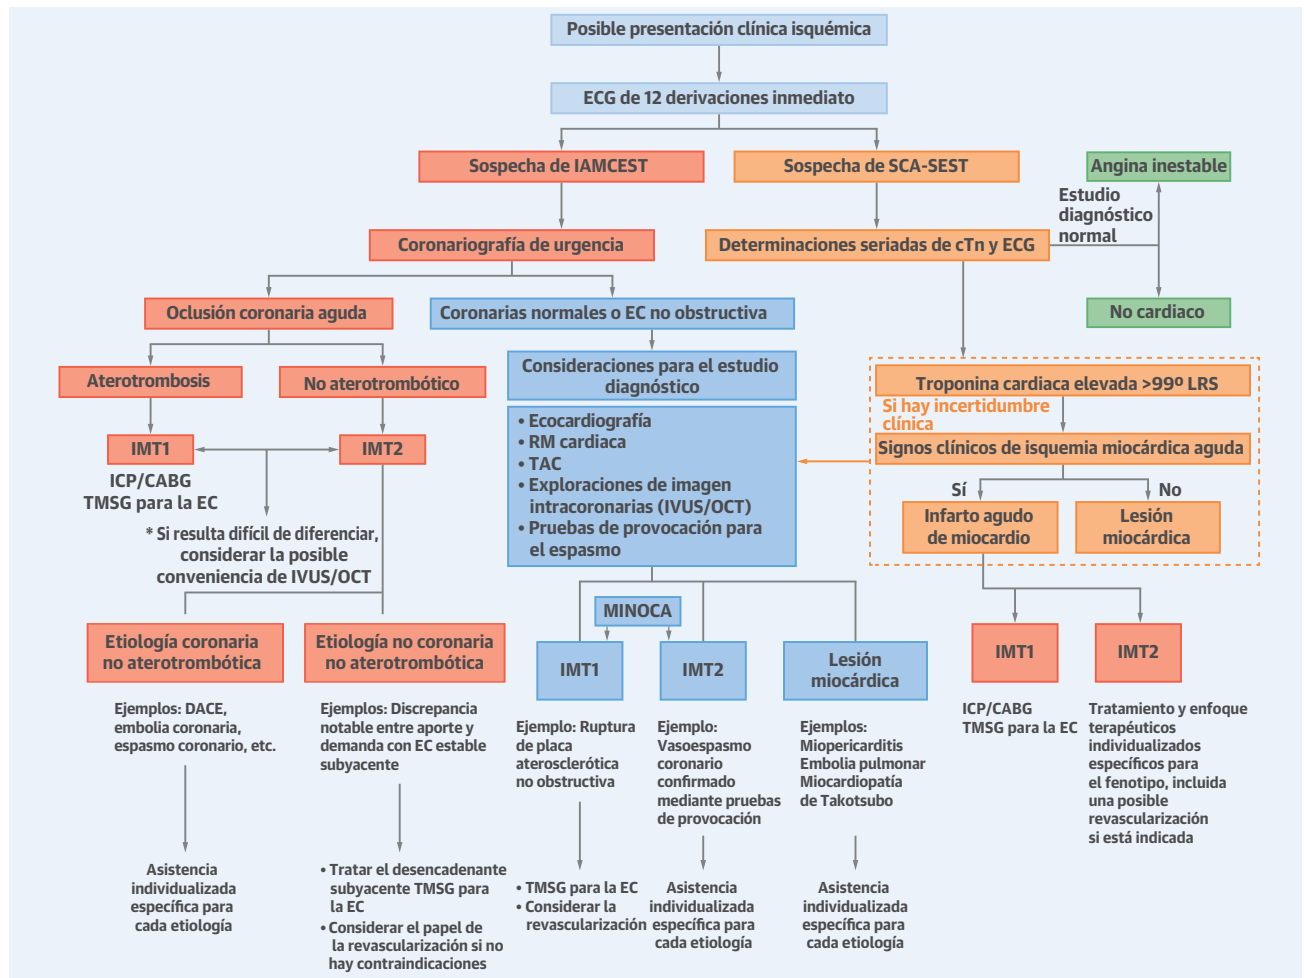 Posible presentación clínica isquémica
ECG de 12 derivaciones inmediato
Sospecha de IAMCEST
Sospecha de SCA-SEST
Angina inestable
Estudio
diagnóstico
normal
Coronariografía de urgencia
Determinaciones seriadas de cTn y ECG
Oclusión coronaria aguda
Coronarias normales o EC no obstructiva
No cardiaco
Aterotrombosis
No aterotrombótico
Consideraciones para el estudio
diagnóstico
Troponina cardiaca elevada >99º LRS
Si hay incertidumbre
clínica
• Ecocardiografía
• RM cardiaca
• TAC
• Exploraciones de imagen
intracoronarias (IVUS/OCT)
• Pruebas de provocación para
el espasmo
IMT1
IMT2
Signos clínicos de isquemia miocárdica aguda
ICP/CABG
TMSG para la EC
Sí
No
Infarto agudo
de miocardio
Lesión
miocárdica
* Si resulta difícil de diferenciar,
considerar la posible
conveniencia de IVUS/OCT
MINOCA
Etiología coronaria
no aterotrombótica
Etiología no coronaria
no aterotrombótica
IMT1
IMT2
Lesión
miocárdica
IMT1
IMT2
Ejemplos: DACE,
embolia coronaria,
espasmo coronario, etc.
Ejemplos: Discrepancia
notable entre aporte y
demanda con EC estable
subyacente
Ejemplo: Ruptura
de placa
aterosclerótica
no obstructiva
Ejemplo:
Vasoespasmo
coronario
confirmado
mediante pruebas
de provocación
Ejemplos:
Miopericarditis
Embolia pulmonar
Miocardiopatía
de Takotsubo
ICP/CABG
TMSG para la EC
Tratamiento y enfoque
terapéuticos
individualizados
específicos para
el fenotipo, incluida
una posible
revascularización
si está indicada
Asistencia
individualizada
específica para
cada etiología
• Tratar el desencadenante
subyacente TMSG para
la EC
• Considerar el papel de
la revascularización si no
hay contraindicaciones
• TMSG para la EC
• Considerar la
revascularización
Asistencia
individualizada
específica para
cada etiología
Asistencia
individualizada
específica para
cada etiología